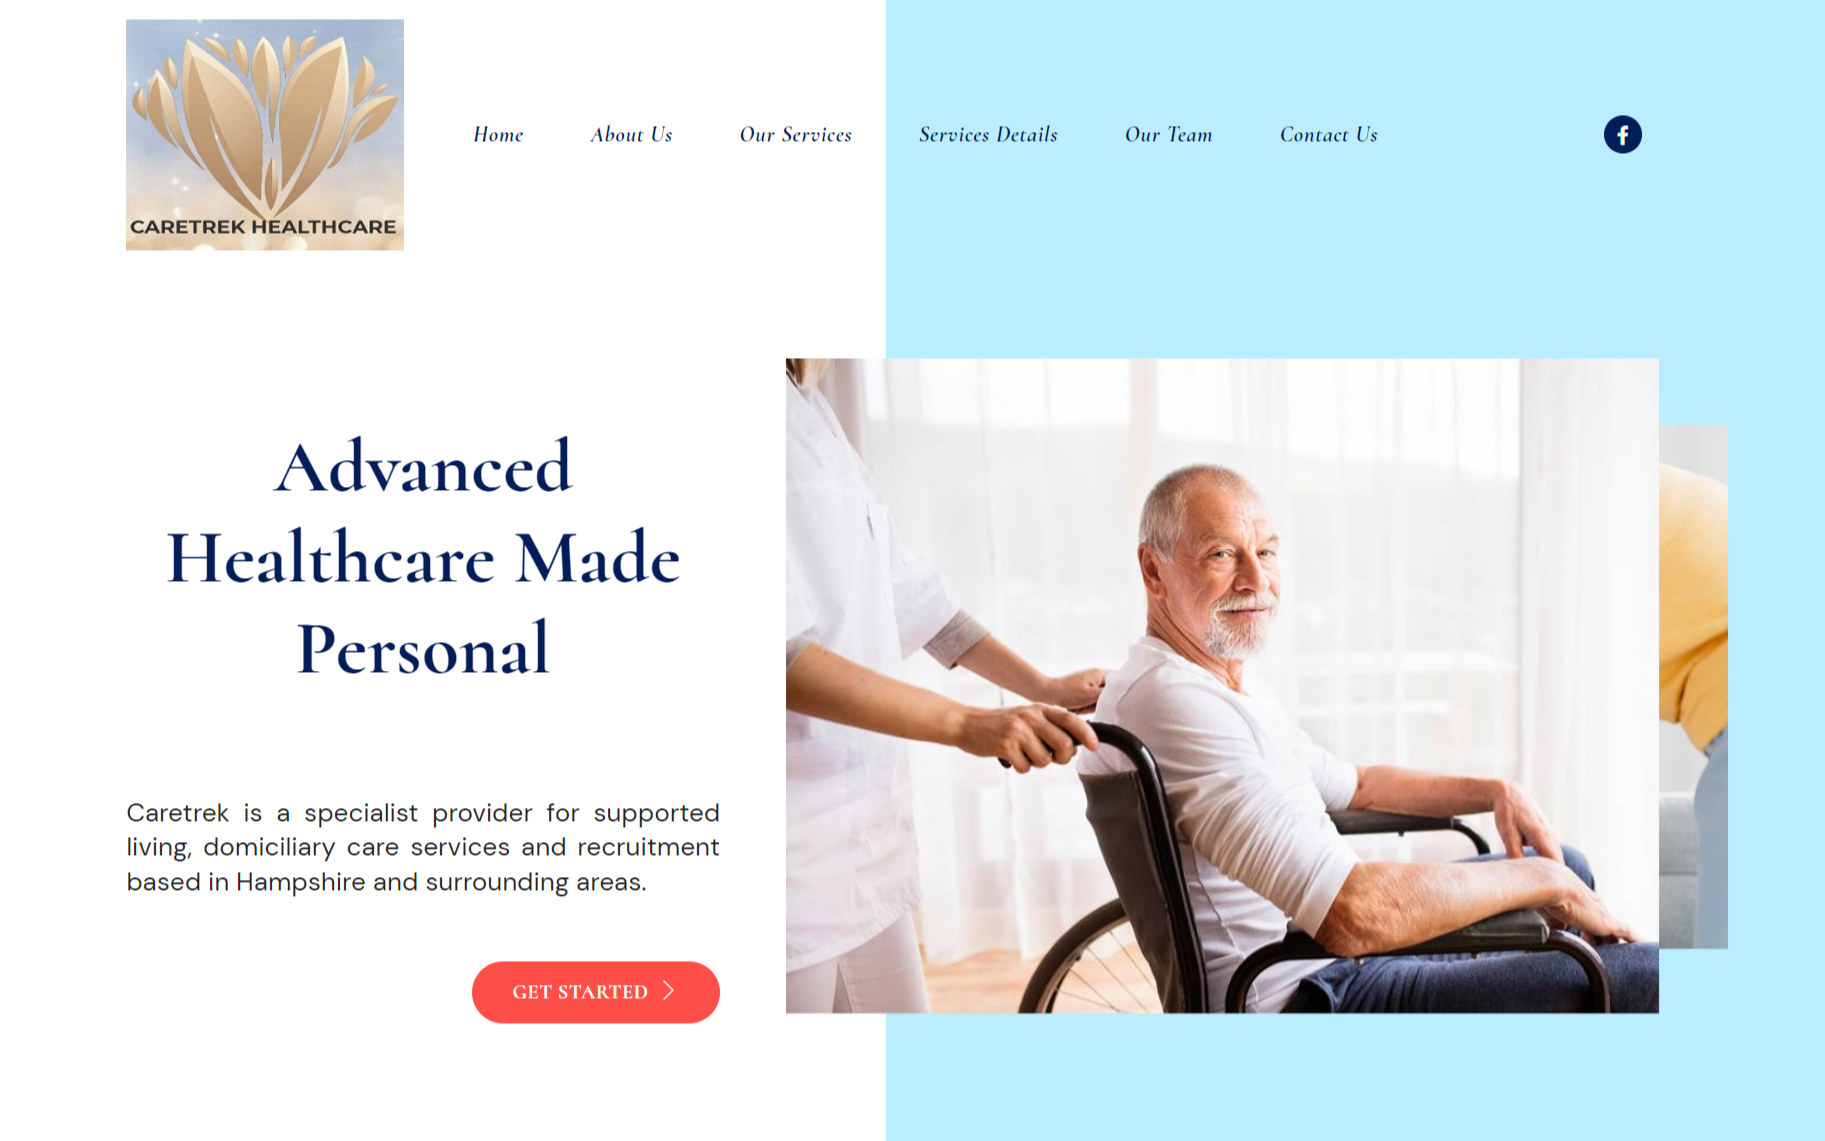 CARETREK HEALTHCARE
Home
About Us
Our Services
Services Details
Our Team
Contact Us
Advanced
Healthcare Made
Personal
Caretrek is a specialist provider for supported
living, domiciliary care services and recruitment
based in Hampshire and surrounding areas.
GET STARTED